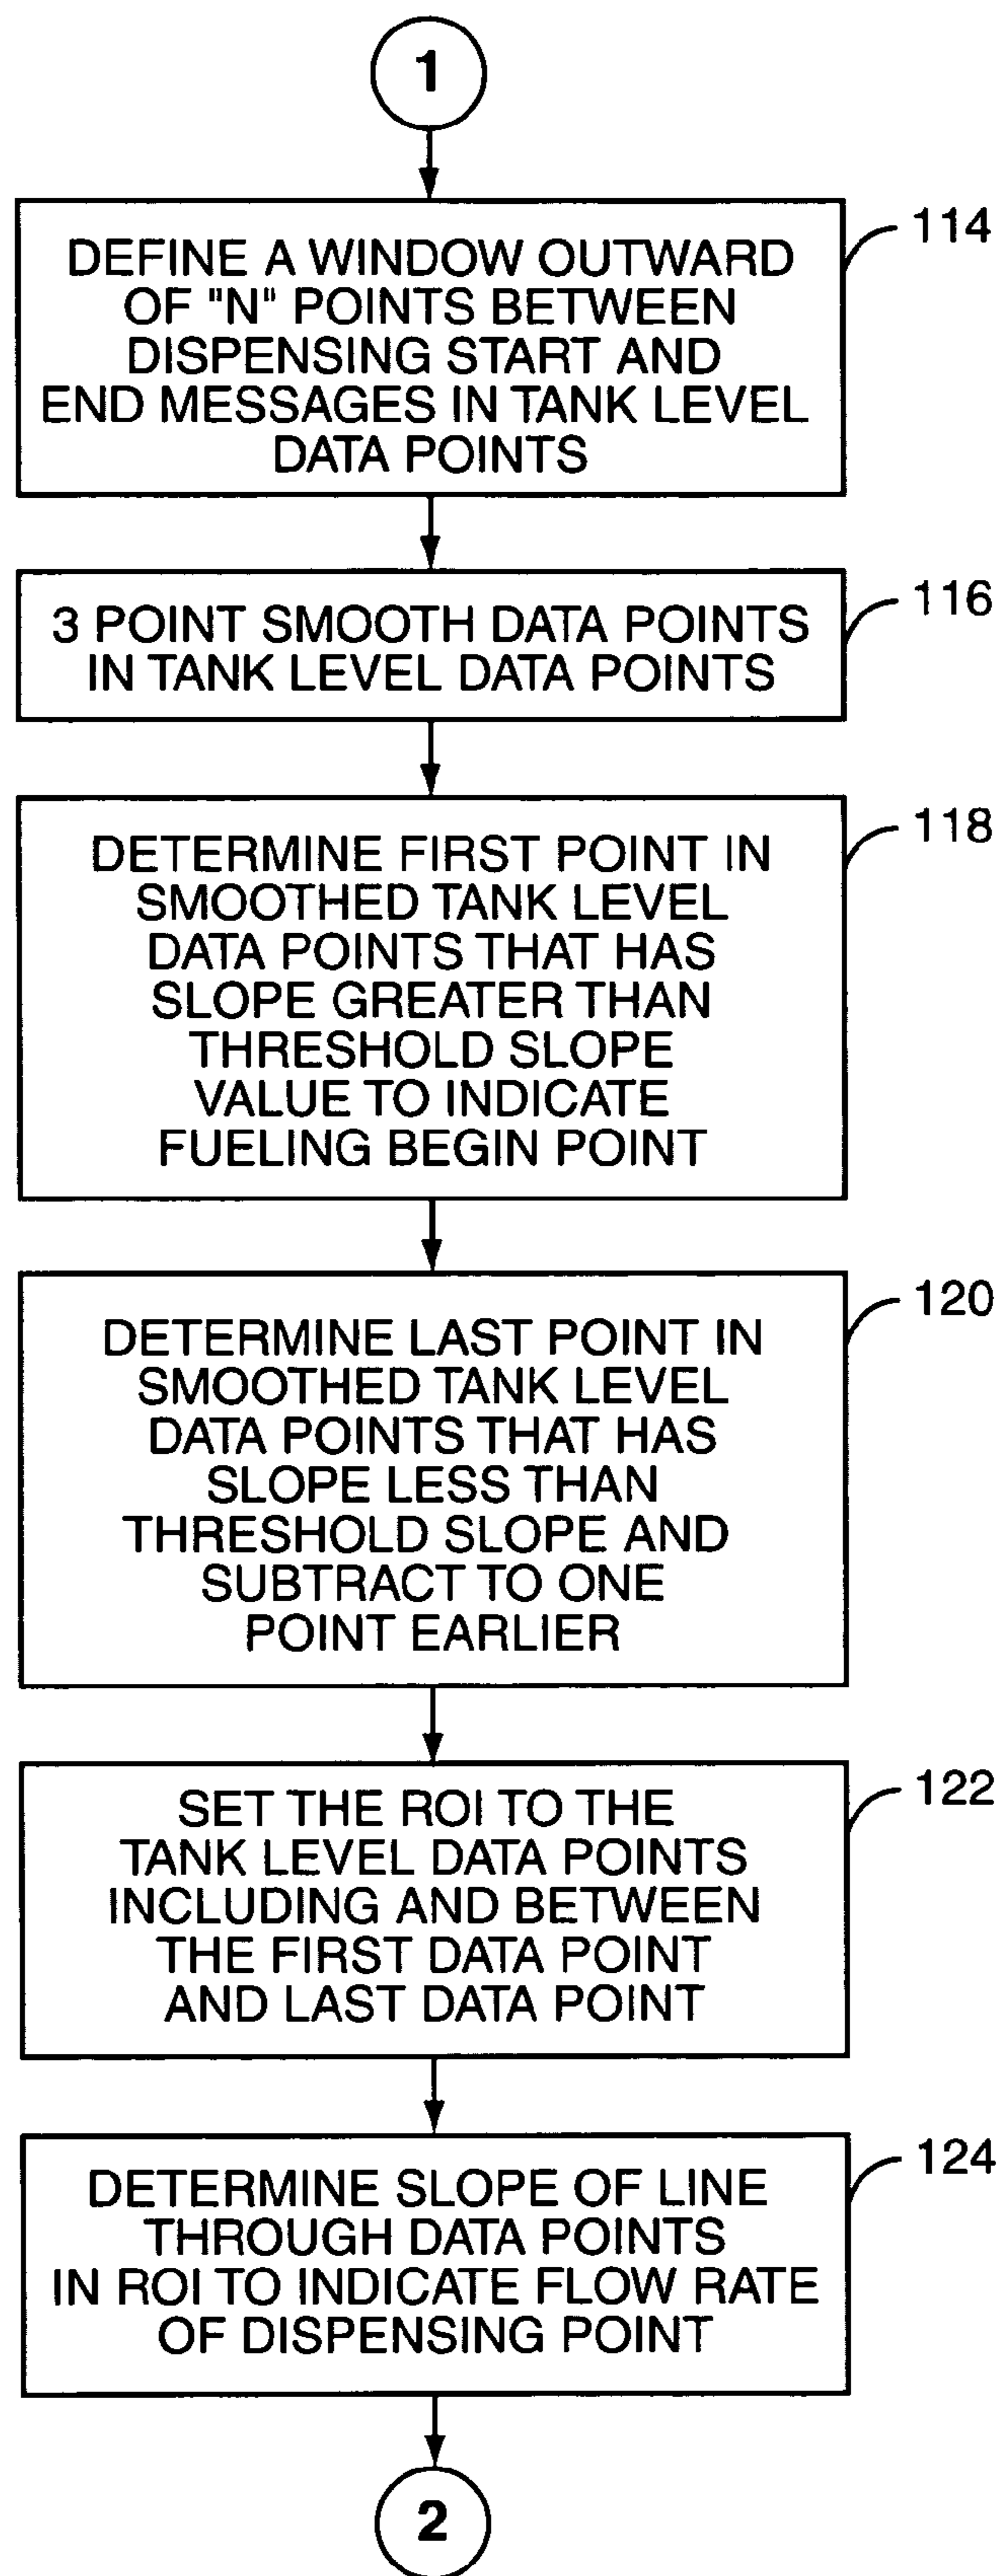 1
114
DEFINE A WINDOW OUTWARD
OF "N" POINTS BETWEEN
DISPENSING START AND
END MESSAGES IN TANK LEVEL
DATA POINTS
116
3 POINT SMOOTH DATA POINTS
IN TANK LEVEL DATA POINTS
118
DETERMINE FIRST POINT IN
SMOOTHED TANK LEVEL
DATA POINTS THAT HAS
SLOPE GREATER THAN
THRESHOLD SLOPE
VALUE TO INDICATE
FUELING BEGIN POINT
120
DETERMINE LAST POINT IN
SMOOTHED TANK LEVEL
DATA POINTS THAT HAS
SLOPE LESS THAN
THRESHOLD SLOPE AND
SUBTRACT TO ONE
POINT EARLIER
122
SET THE ROI TO THE
TANK LEVEL DATA POINTS
INCLUDING AND BETWEEN
THE FIRST DATA POINT
AND LAST DATA POINT
124
DETERMINE SLOPE OF LINE
THROUGH DATA POINTS
IN ROI TO INDICATE FLOW RATE
OF DISPENSING POINT
2